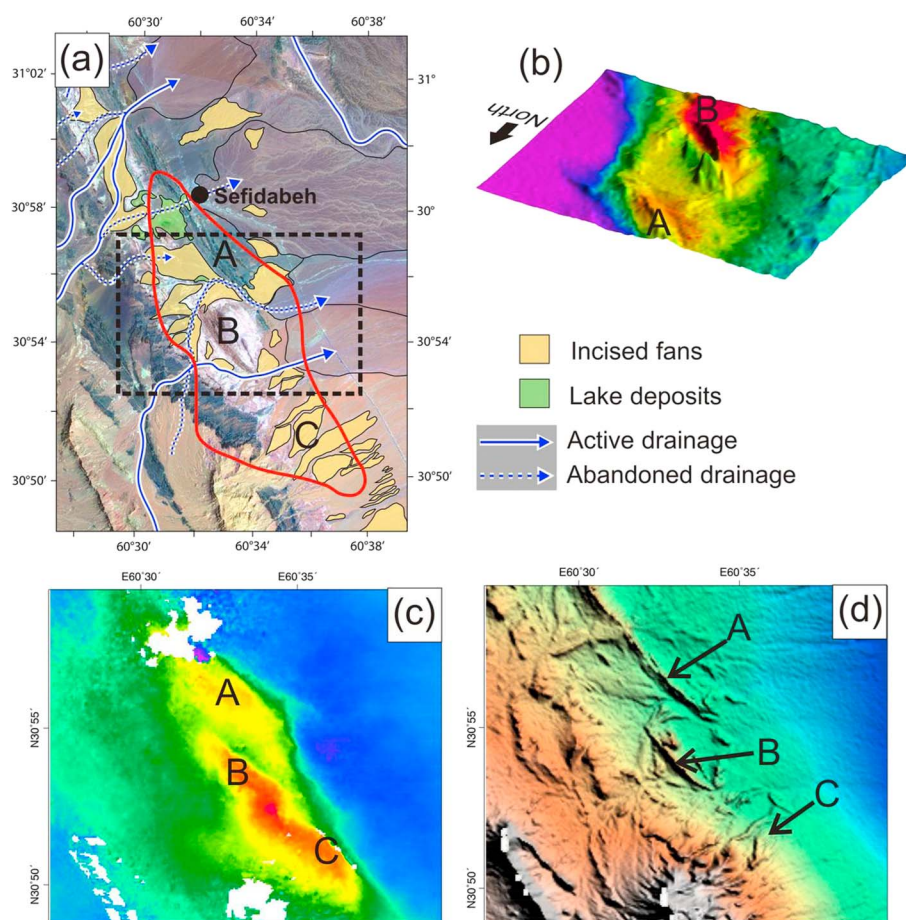 60°30' 60°34' 60°38'
(a)
31°02'
31°
30°58'
30°
Sefidabeh
A
B
30°54'
30°54'
C
30°50'
30°50'
60°30' 60°34' 60°38'
(b)
North
B
A
Incised fans
Lake deposits
Active drainage
Abandoned drainage
E60°30' E60°35'
(c)
A
N30°55'
B
C
N30°50'
E60°30' E60°35'
(d)
A
N30°55'
B
C
N30°50'